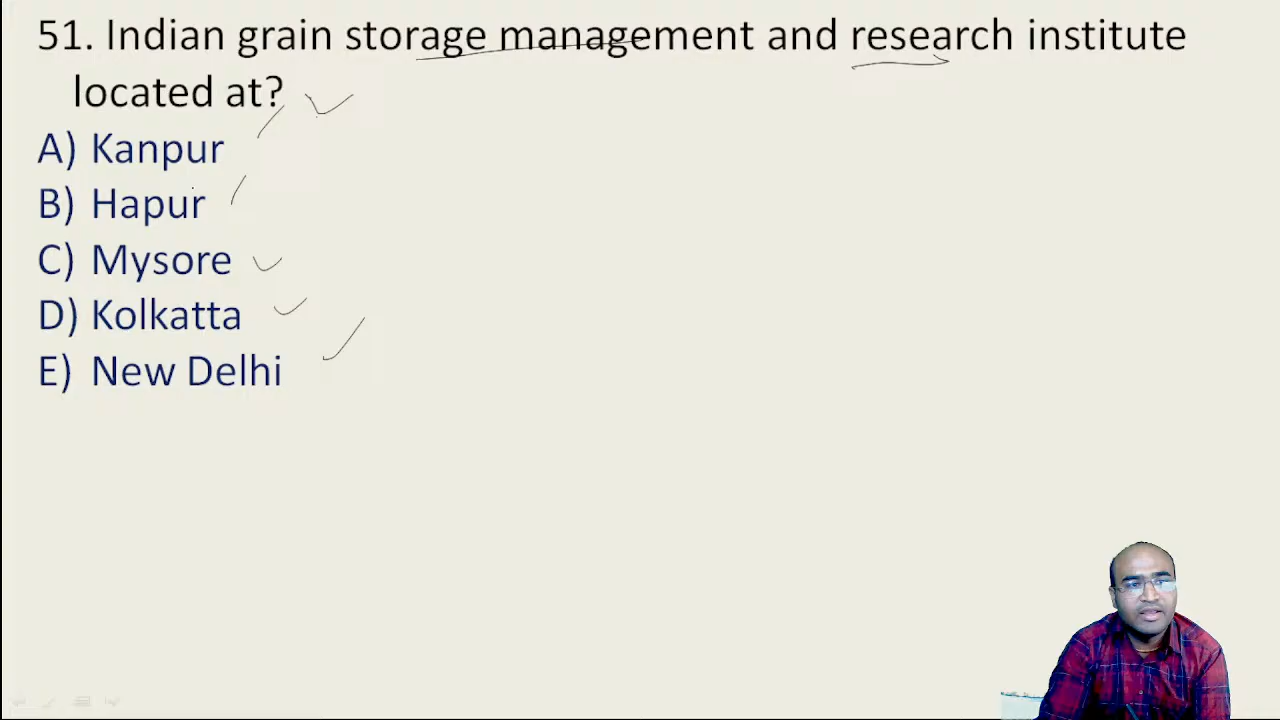 51. Indian grain storage management and research institute
located at?
A) Kanpur
B) Hapur
C) Mysore
D) Kolkatta
E) New Delhi